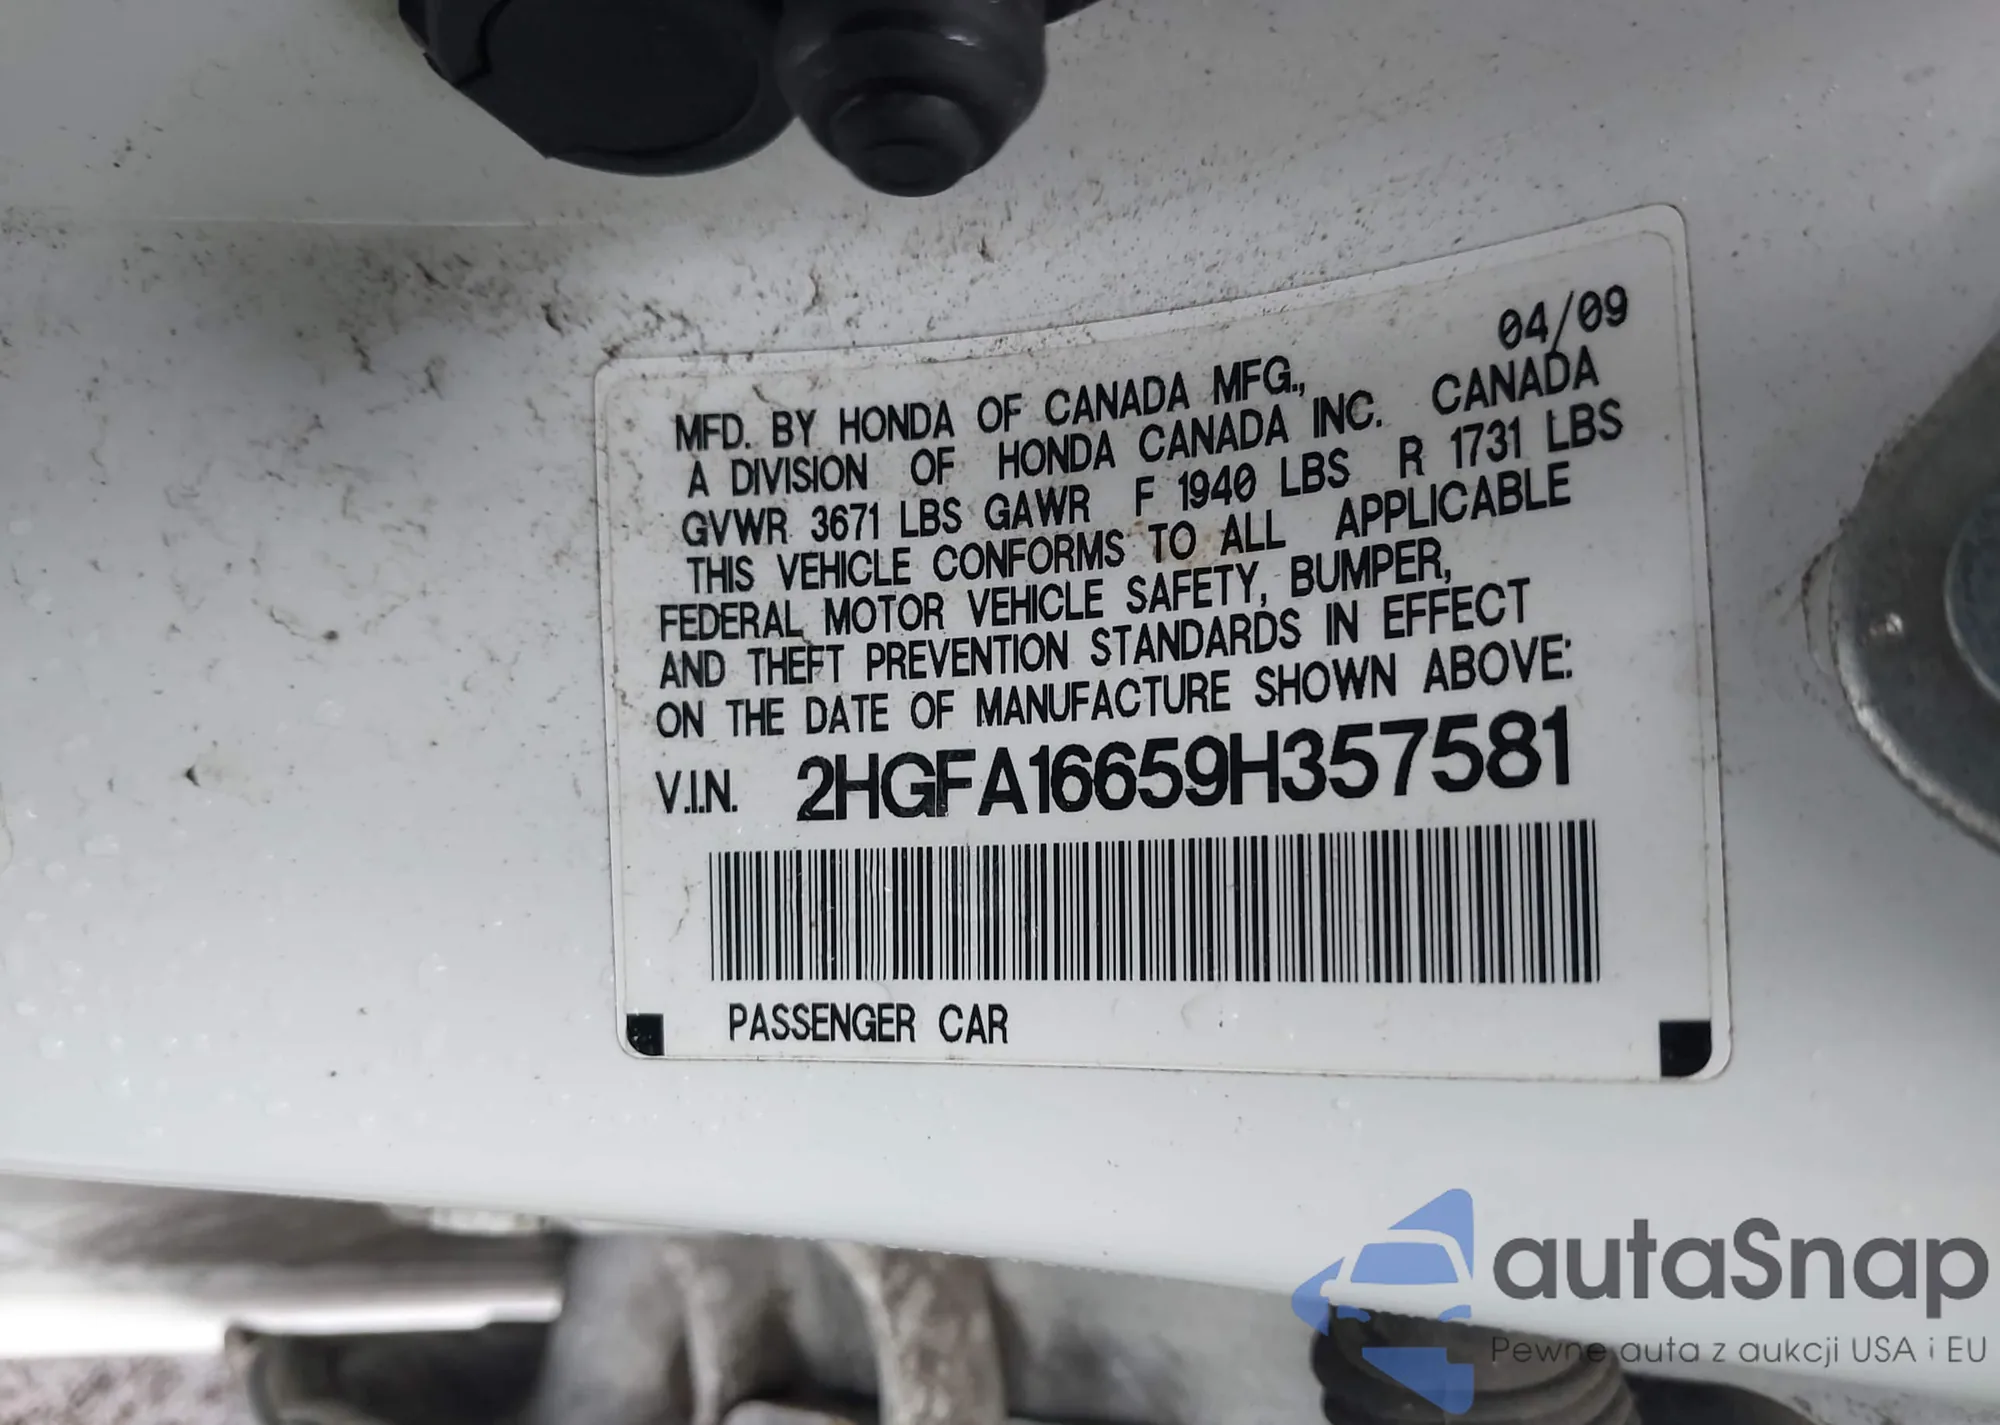 04/09
MFD. BY HONDA OF CANADA MFG.,
A DIVISION OF HONDA CANADA INC. CANADA
GVWR 3671 LBS GAWR F 1940 LBS R 1731 LBS
THIS VEHICLE CONFORMS TO ALL APPLICABLE
FEDERAL MOTOR VEHICLE SAFETY, BUMPER,
AND THEFT PREVENTION STANDARDS IN EFFECT
ON THE DATE OF MANUFACTURE SHOWN ABOVE:
V.I.N. 2HGFA16659H357581
PASSENGER CAR
autaSnap
Pewne auta z aukcji USA i EU